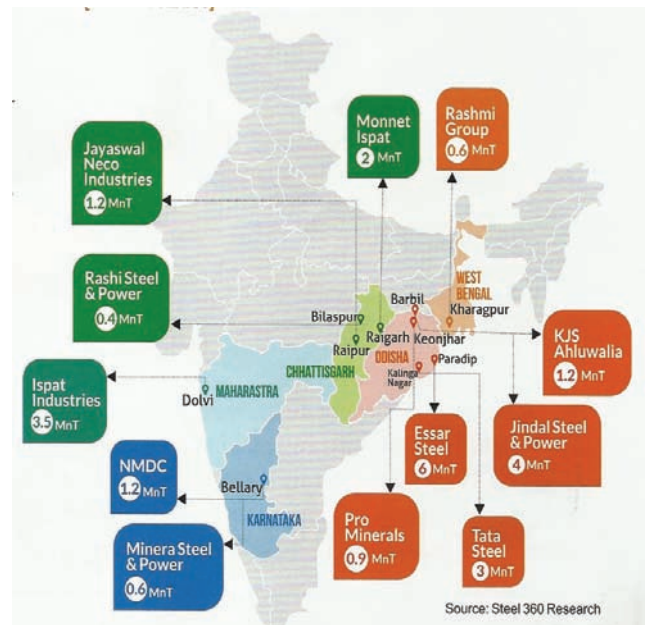 Monnet
Ispat
2 MnT
Rashmi
Group
0.6 MnT
Jayaswal
Neco
Industries
1.2 MnT
Rashi Steel
& Power
0.4 MnT
Ispat
Industries
3.5 MnT
NMDC
1.2 MnT
Minera Steel
& Power
0.6 MnT
Bilaspur
Raipur
Raigarh
CHHATTISGARH
Barbil
Keonjhar
ODISHA
Kalinga
Nagar
Paradip
WEST
BENGAL
Kharagpur
MAHARASTRA
Dolvi
Bellary
KARNATAKA
KJS
Ahluwalia
1.2 MnT
Jindal Steel
& Power
4 MnT
Essar
Steel
6 MnT
Pro
Minerals
0.9 MnT
Tata
Steel
3 MnT
Source: Steel 360 Research